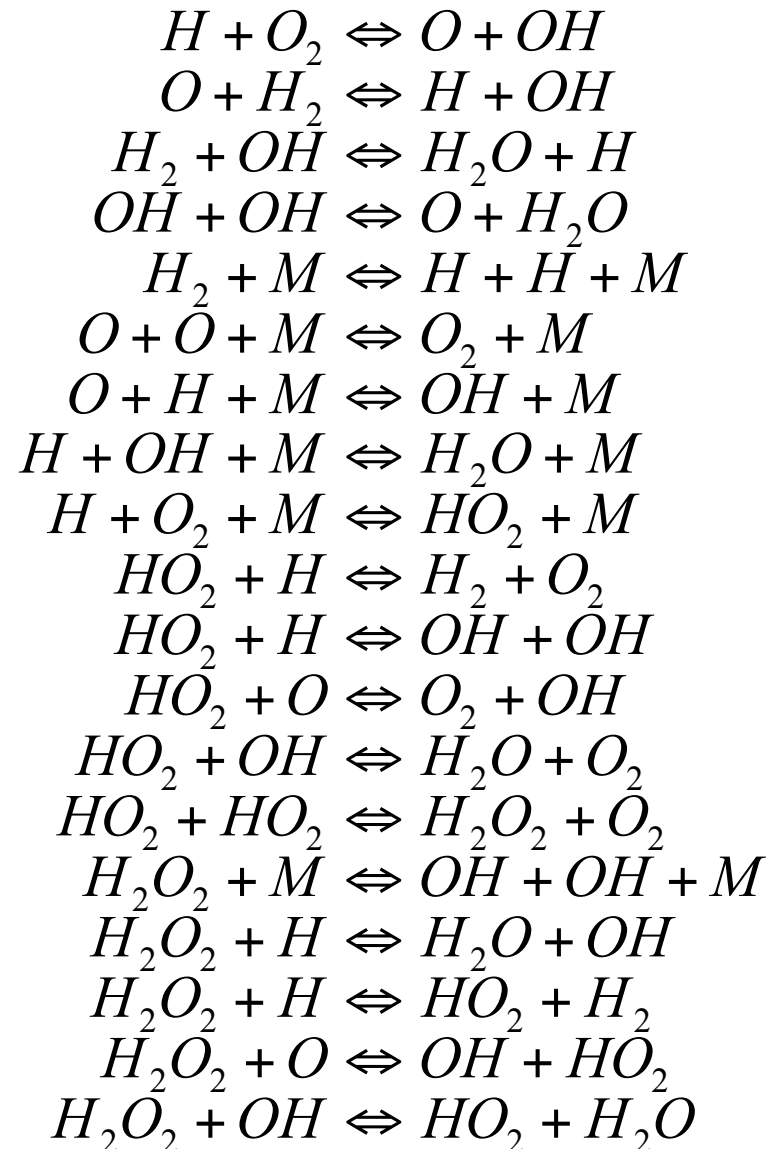 H + O₂ ⇔ O + OH
O + H₂ ⇔ H + OH
H₂ + OH ⇔ H₂O + H
OH + OH ⇔ O + H₂O
H₂ + M ⇔ H + H + M
O + O + M ⇔ O₂ + M
O + H + M ⇔ OH + M
H + OH + M ⇔ H₂O + M
H + O₂ + M ⇔ HO₂ + M
HO₂ + H ⇔ H₂ + O₂
HO₂ + H ⇔ OH + OH
HO₂ + O ⇔ O₂ + OH
HO₂ + OH ⇔ H₂O + O₂
HO₂ + HO₂ ⇔ H₂O₂ + O₂
H₂O₂ + M ⇔ OH + OH + M
H₂O₂ + H ⇔ H₂O + OH
H₂O₂ + H ⇔ HO₂ + H₂
H₂O₂ + O ⇔ OH + HO₂
H₂O₂ + OH ⇔ HO₂ + H₂O